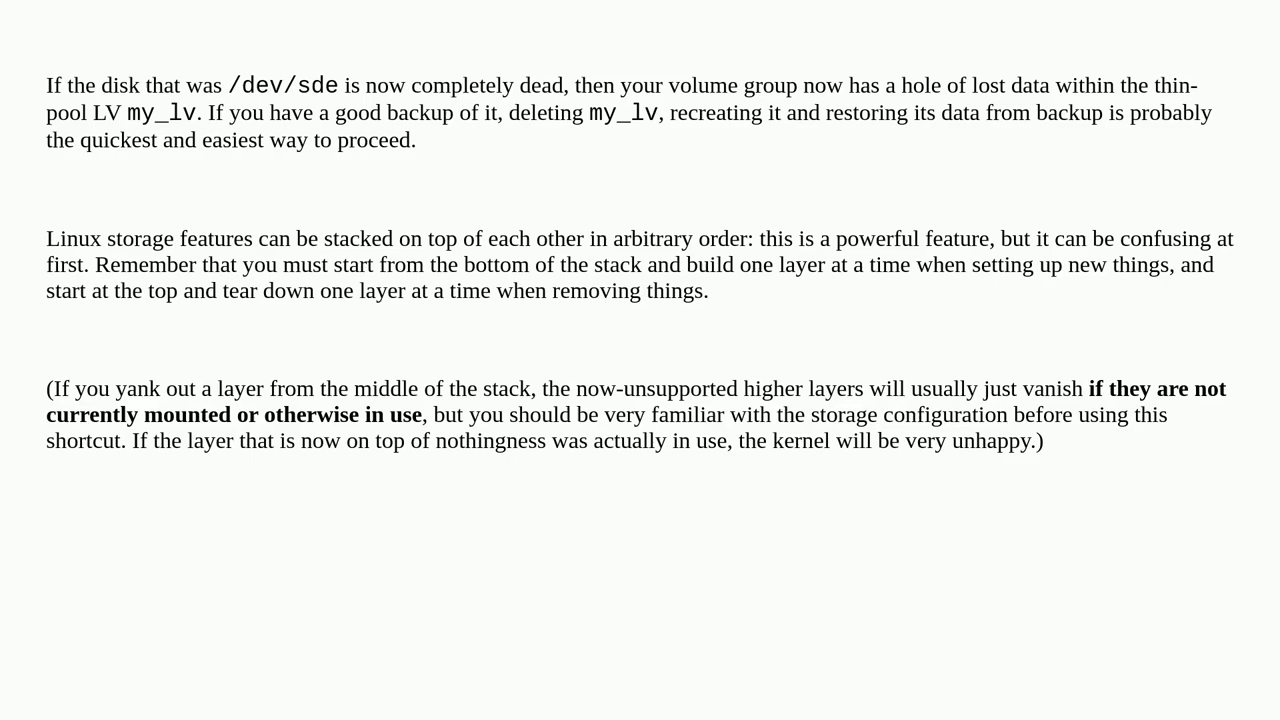 If the disk that was /dev/sde is now completely dead, then your volume group now has a hole of lost data within the thin-
pool LV my_lv. If you have a good backup of it, deleting my_lv, recreating it and restoring its data from backup is probably
the quickest and easiest way to proceed.
Linux storage features can be stacked on top of each other in arbitrary order: this is a powerful feature, but it can be confusing at
first. Remember that you must start from the bottom of the stack and build one layer at a time when setting up new things, and
start at the top and tear down one layer at a time when removing things.
(If you yank out a layer from the middle of the stack, the now-unsupported higher layers will usually just vanish if they are not
currently mounted or otherwise in use, but you should be very familiar with the storage configuration before using this
shortcut. If the layer that is now on top of nothingness was actually in use, the kernel will be very unhappy.)